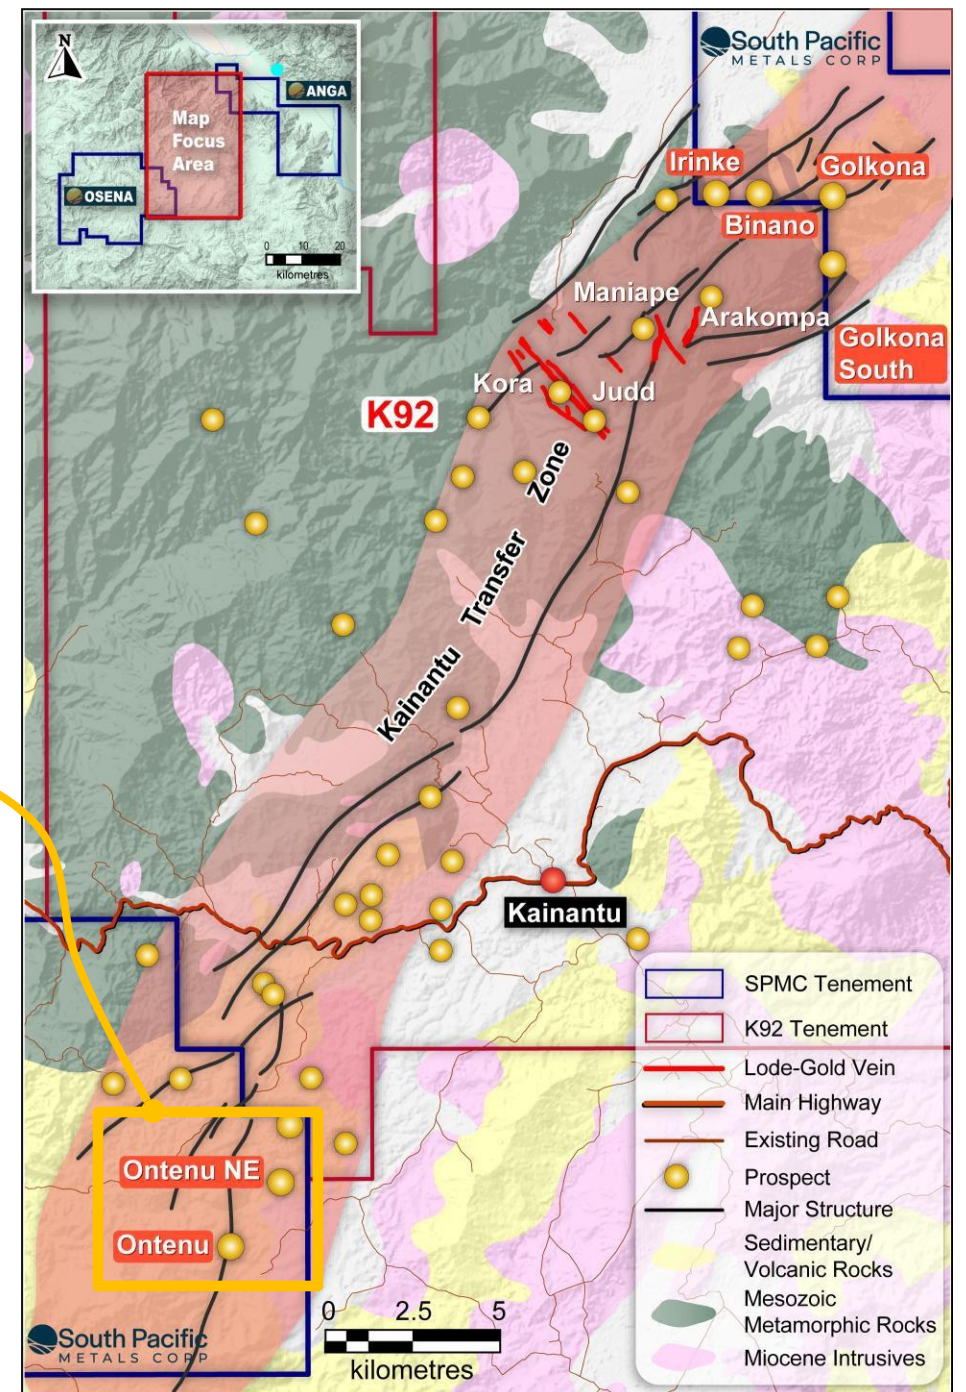 N
ANGA
Map
Focus
Area
OSENA
0 10 20
kilometres
South Pacific
METALS CORP
Irinke
Golkona
Binano
Maniape
Arakompa
Golkona
South
Kora
Judd
K92
Kainantu Transfer Zone
Kainantu
SPMC Tenement
K92 Tenement
Lode-Gold Vein
Main Highway
Existing Road
Prospect
Major Structure
Sedimentary/
Volcanic Rocks
Mesozoic
Metamorphic Rocks
Miocene Intrusives
Ontenu NE
Ontenu
0 2.5 5
kilometres
South Pacific
METALS CORP